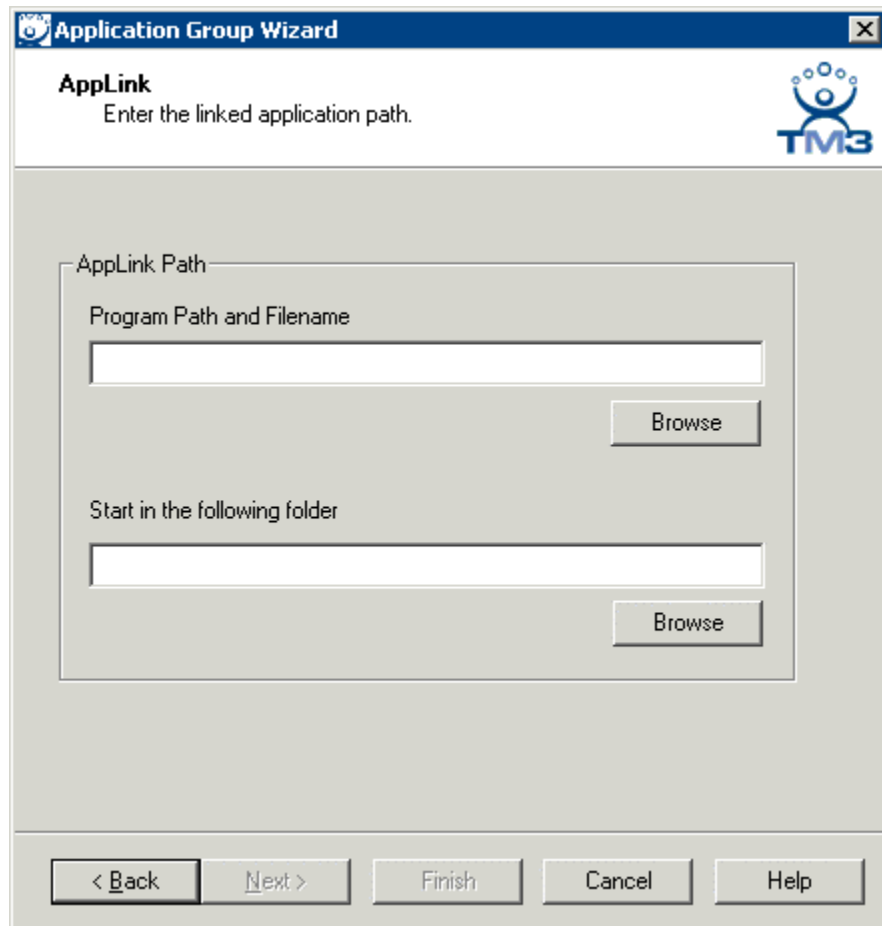 Application Group Wizard
AppLink
Enter the linked application path.
TM3
AppLink Path
Program Path and Filename
Browse
Start in the following folder
Browse
< Back Next > Finish Cancel Help